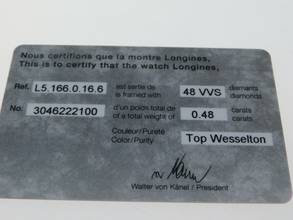 Nous certifions que la montre Longines,
This is to certify that the watch Longines,
Ref. L5.166.0.16.6 est sertie de 48 VVS diamants
is framed with diamonds
No: 3046222100 d'un poids total de 0.48 carats
of a total weight of carats
Couleur/Pureté
Color/Purity Top Wesselton
Walter von Känel / President